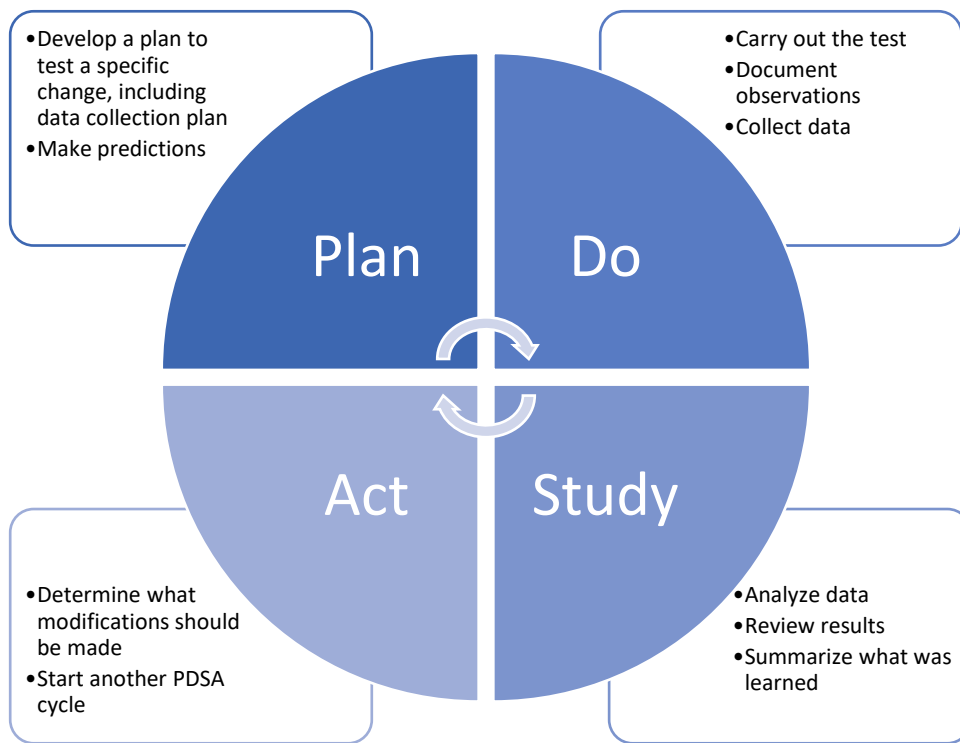 •Develop a plan to
test a specific
change, including
data collection plan
•Make predictions
•Carry out the test
•Document
observations
•Collect data
Plan
Do
Act
Study
•Determine what
modifications should
be made
•Start another PDSA
cycle
•Analyze data
•Review results
•Summarize what was
learned